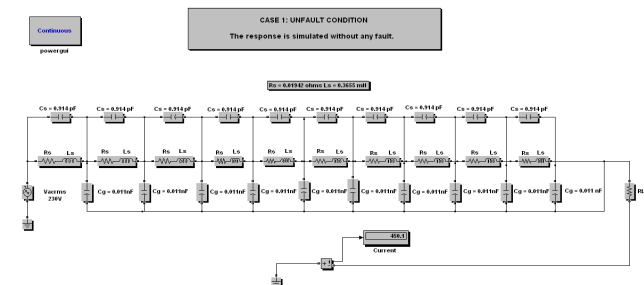 CASE 1: UNFAULT CONDITION
The response is simulated without any fault.
Continuous
powergui
Rs = 0.01942 ohms Ls = 0.3655 mH
Cs = 0.914 pF Cs = 0.914 pF Cs = 0.914 pF Cs = 0.914 pF Cs = 0.914 pF Cs = 0.914 pF Cs = 0.914 pF Cs = 0.914 pF Cs = 0.914 pF Cs = 0.914 pF
Rs Ls Rs Ls Rs Ls Rs Ls Rs Ls Rs Ls Rs Ls Rs Ls Rs Ls Rs Ls
Vacrms
230V
Cg = 0.011nF Cg = 0.011nF Cg = 0.011nF Cg = 0.011nF Cg = 0.011nF Cg = 0.011nF Cg = 0.011nF Cg = 0.011nF Cg = 0.011nF Cg = 0.011 nF
RL
450.1
Current